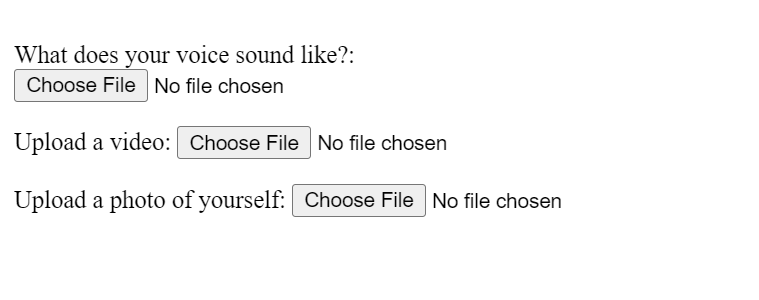 What does your voice sound like?:
Choose File No file chosen
Upload a video: Choose File No file chosen
Upload a photo of yourself: Choose File No file chosen